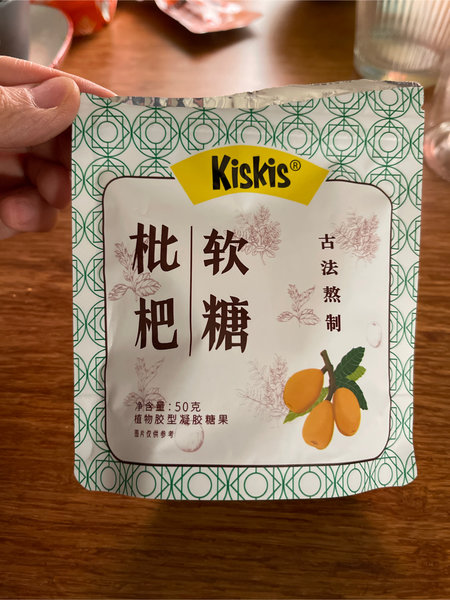 Kiskis®
枇杷
软糖
古法熬制
净含量:50克
植物胶型凝胶糖果
图片仅供参考